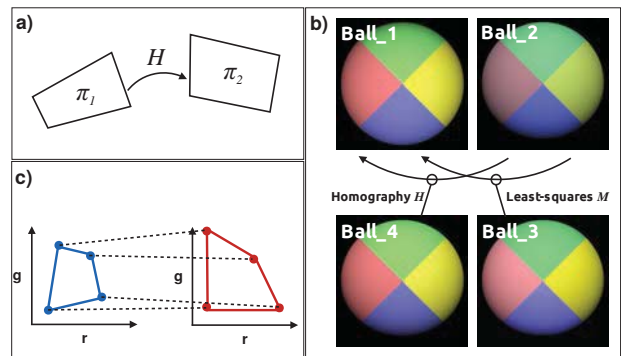 a)
H
π1
π2
c)
g
r
g
r
b)
Ball_1
Ball_2
Homography H
Least-squares M
Ball_4
Ball_3